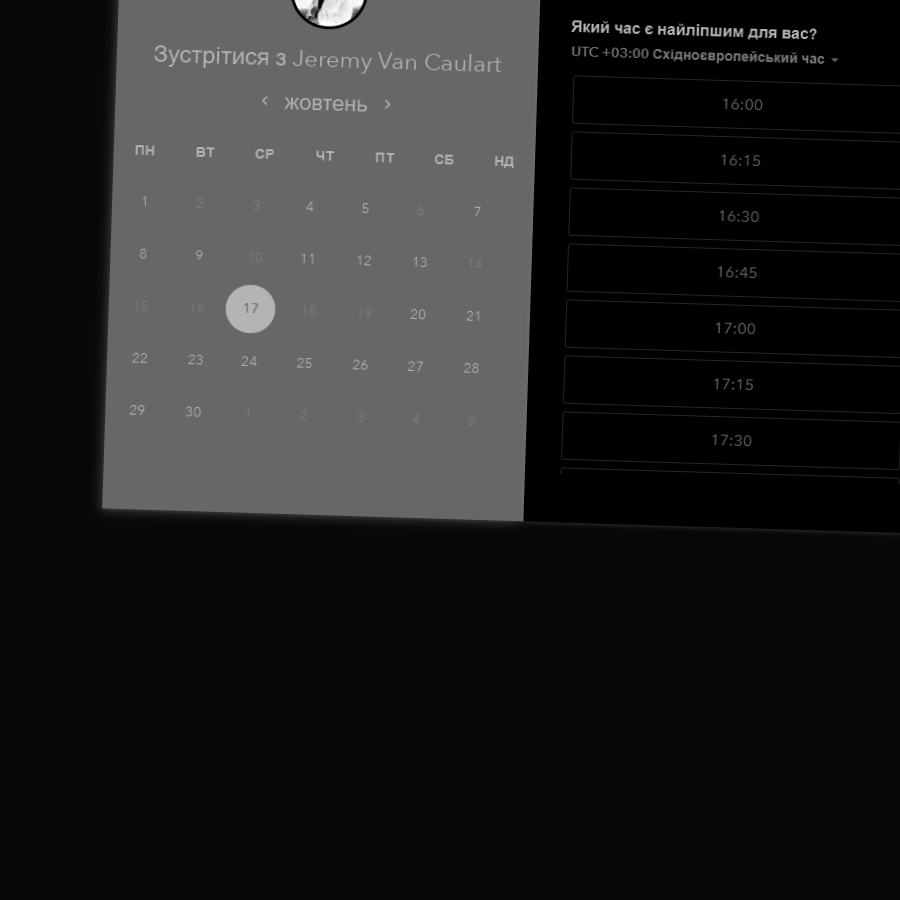 Зустрітися з Jeremy Van Caulart
‹ жовтень ›
ПН ВТ СР ЧТ ПТ СБ НД
1 2 3 4 5 6 7
8 9 10 11 12 13 14
15 16 17 18 19 20 21
22 23 24 25 26 27 28
29 30 1 2 3 4 5
Який час є найліпшим для вас?
UTC +03:00 Східноєвропейський час
16:00
16:15
16:30
16:45
17:00
17:15
17:30